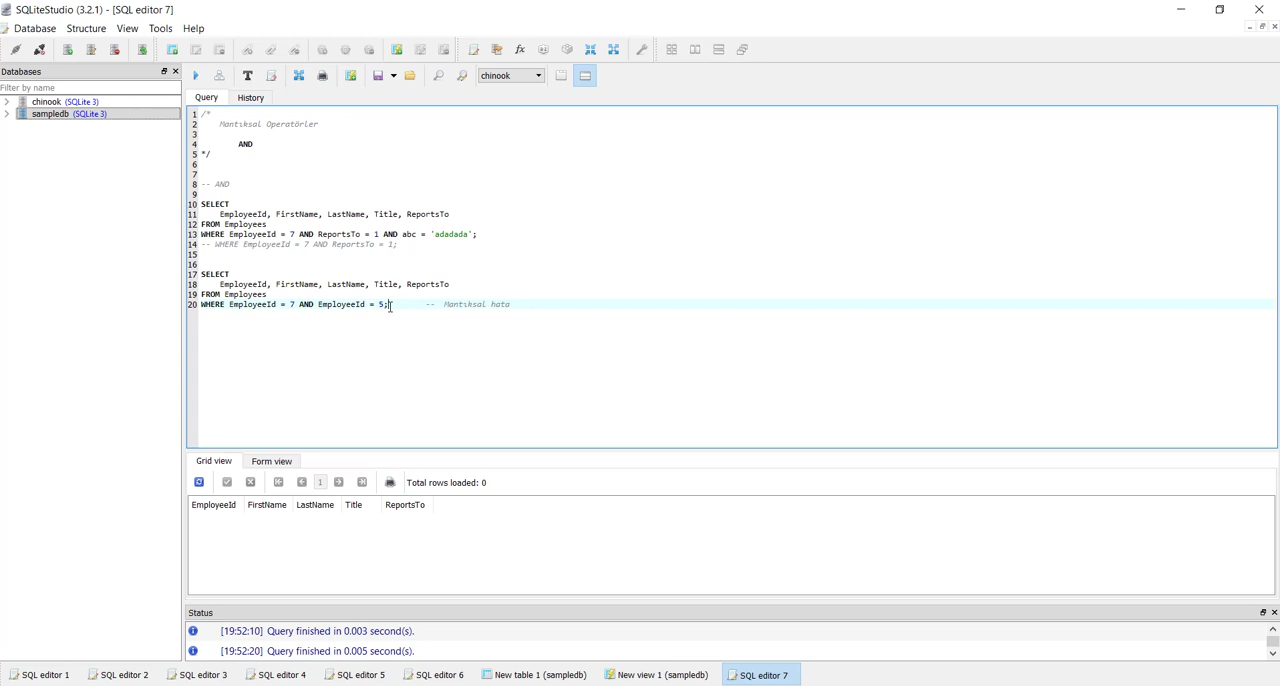 SQLiteStudio (3.2.1) - [SQL editor 7]
Database Structure View Tools Help
Databases
Filter by name
chinook (SQLite 3)
sampledb (SQLite 3)
chinook
Query History
1 /*
2 Mantıksal Operatörler
3
4 AND
5 */
6
7
8 -- AND
9
10 SELECT
11 EmployeeId, FirstName, LastName, Title, ReportsTo
12 FROM Employees
13 WHERE EmployeeId = 7 AND ReportsTo = 1 AND abc = 'adadada';
14 -- WHERE EmployeeId = 7 AND ReportsTo = 1;
15
16
17 SELECT
18 EmployeeId, FirstName, LastName, Title, ReportsTo
19 FROM Employees
20 WHERE EmployeeId = 7 AND EmployeeId = 5; -- Mantıksal hata
Grid view Form view
1 Total rows loaded: 0
EmployeeId FirstName LastName Title ReportsTo
Status
[19:52:10] Query finished in 0.003 second(s).
[19:52:20] Query finished in 0.005 second(s).
SQL editor 1 SQL editor 2 SQL editor 3 SQL editor 4 SQL editor 5 SQL editor 6 New table 1 (sampledb) New view 1 (sampledb) SQL editor 7